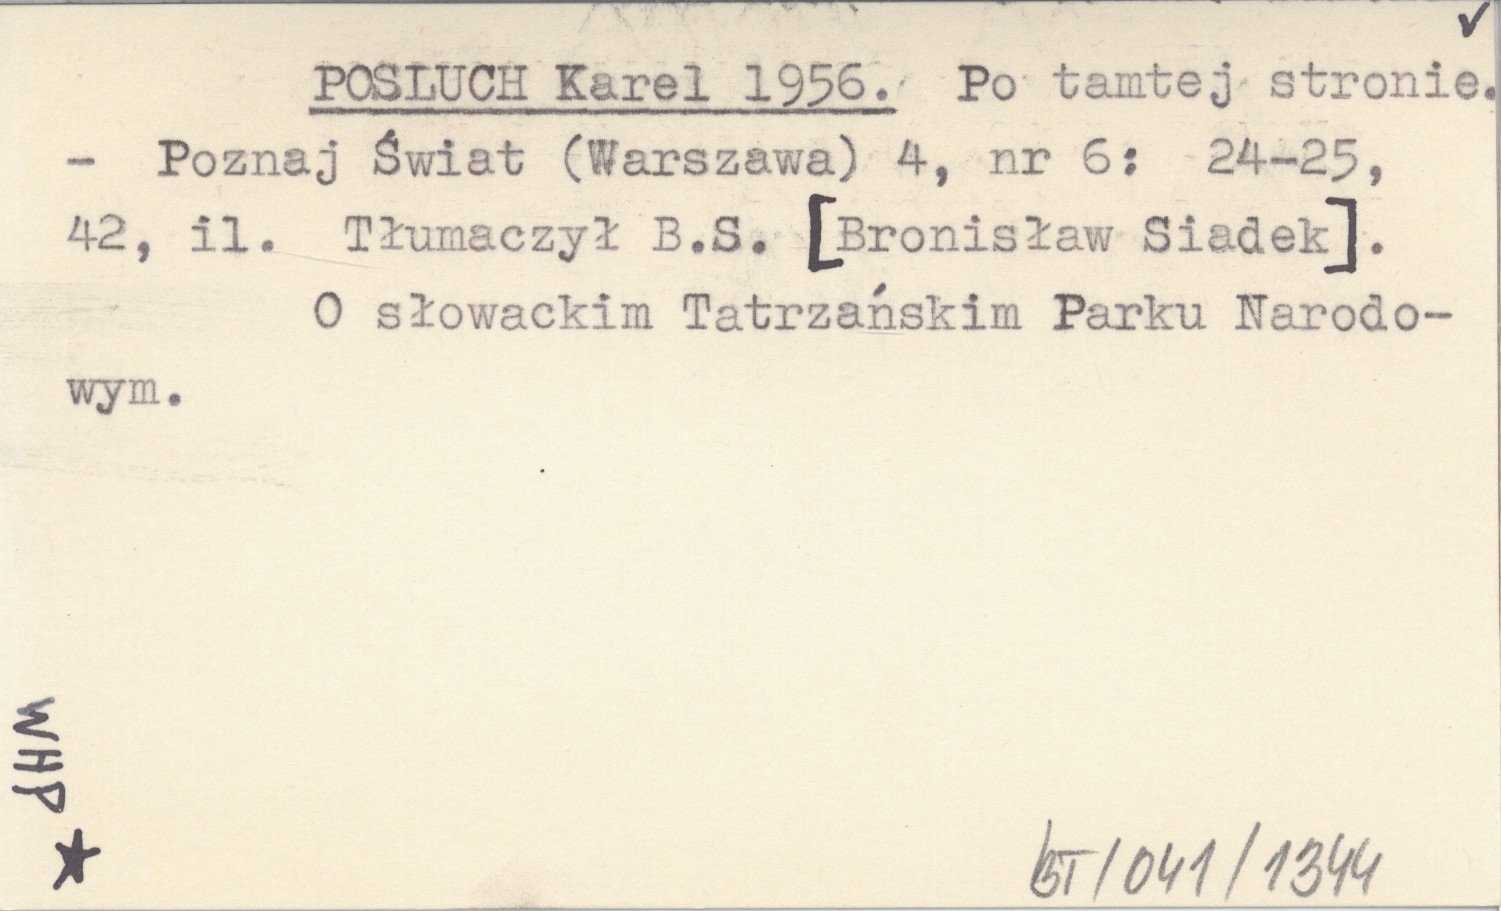 ✓
POSLUCH Karel 1956. Po tamtej stronie.
- Poznaj Świat (Warszawa) 4, nr 6: 24-25,
42, il. Tłumaczył B.S. [Bronisław Siadek].
O słowackim Tatrzańskim Parku Narodo-
wym.
WHP ★
BT/041/1344